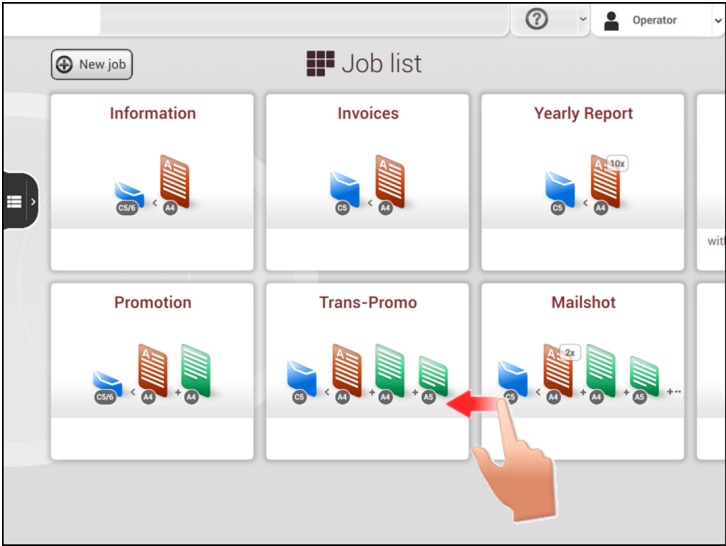 Operator
New job
Job list
Information
A
C5/6 < A4
Invoices
A
C5 < A4
Yearly Report
A 10x
C5 < A4
with
Promotion
A
C5/6 < A4 + A4
Trans-Promo
A
C5 < A4 + A4 + A5
Mailshot
A 2x
C5 < A4 + A4 + A5 +--